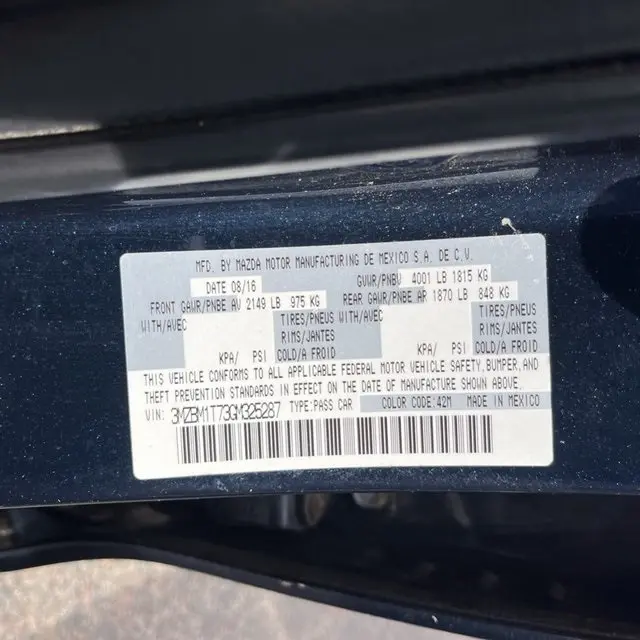 MFD. BY MAZDA MOTOR MANUFACTURING DE MEXICO S.A. DE C.V.
DATE 08/16 GVWR/PNBV 4001 LB 1815 KG
FRONT GAWR/PNBE AV 2149 LB 975 KG REAR GAWR/PNBE AR 1870 LB 848 KG
WITH/AVEC TIRES/PNEUS WITH/AVEC TIRES/PNEUS
RIMS/JANTES RIMS/JANTES
KPA/ PSI COLD/A FROID KPA/ PSI COLD/A FROID
THIS VEHICLE CONFORMS TO ALL APPLICABLE FEDERAL MOTOR VEHICLE SAFETY, BUMPER, AND
THEFT PREVENTION STANDARDS IN EFFECT ON THE DATE OF MANUFACTURE SHOWN ABOVE.
VIN: 3MZBM1T73GM325287 TYPE:PASS CAR COLOR CODE:42M MADE IN MEXICO